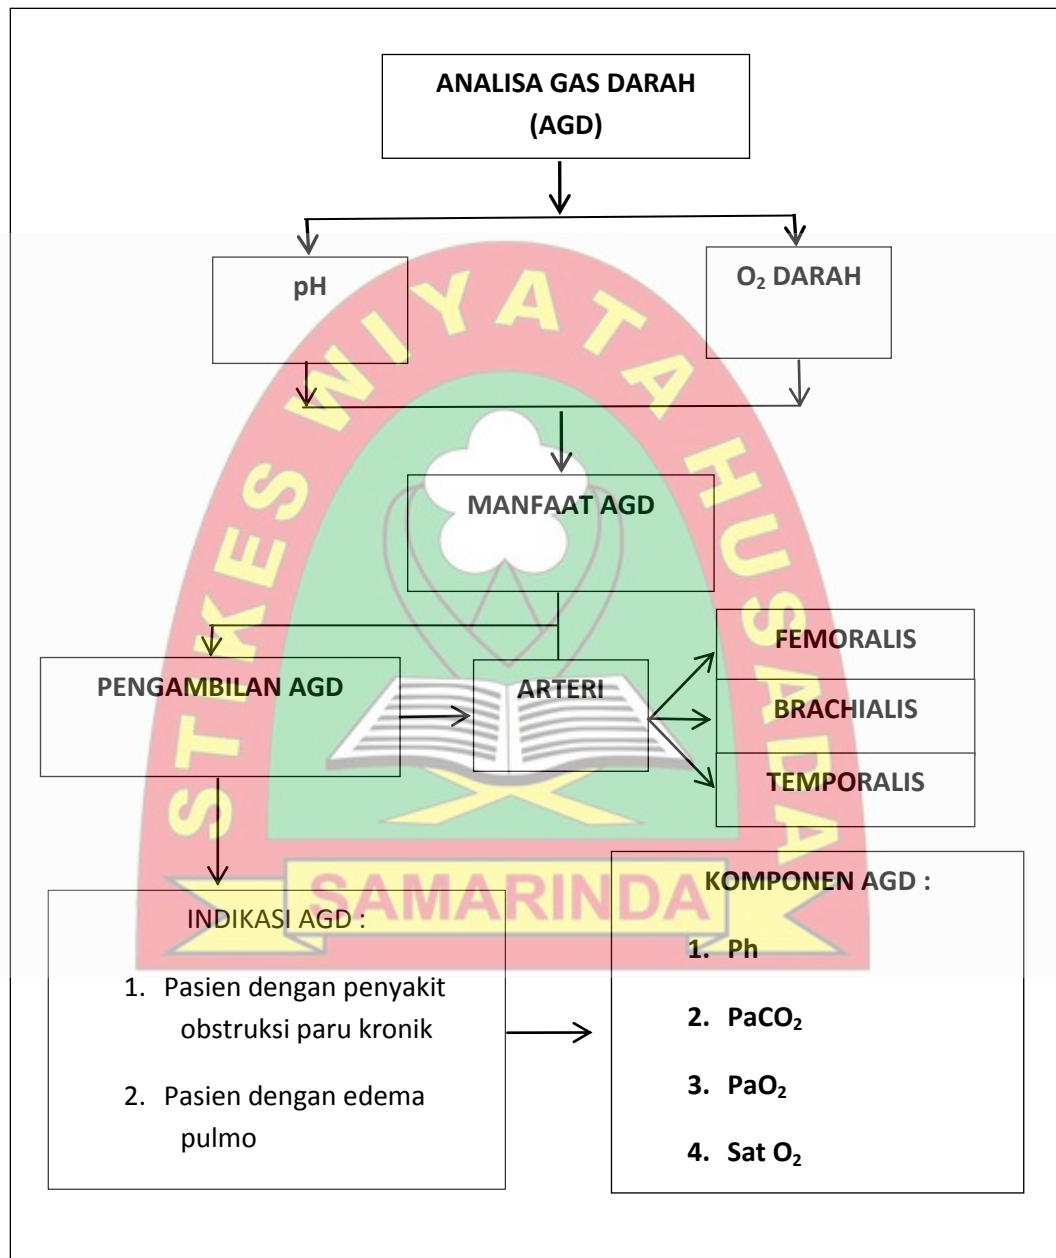 ANALISA GAS DARAH
(AGD)
pH
O₂ DARAH
MANFAAT AGD
PENGAMBILAN AGD
ARTERI
FEMORALIS
BRACHIALIS
TEMPORALIS
INDIKASI AGD :
1. Pasien dengan penyakit
obstruksi paru kronik
2. Pasien dengan edema
pulmo
KOMPONEN AGD :
1. Ph
2. PaCO₂
3. PaO₂
4. Sat O₂
STIKES WIYATA HUSADA
SAMARINDA